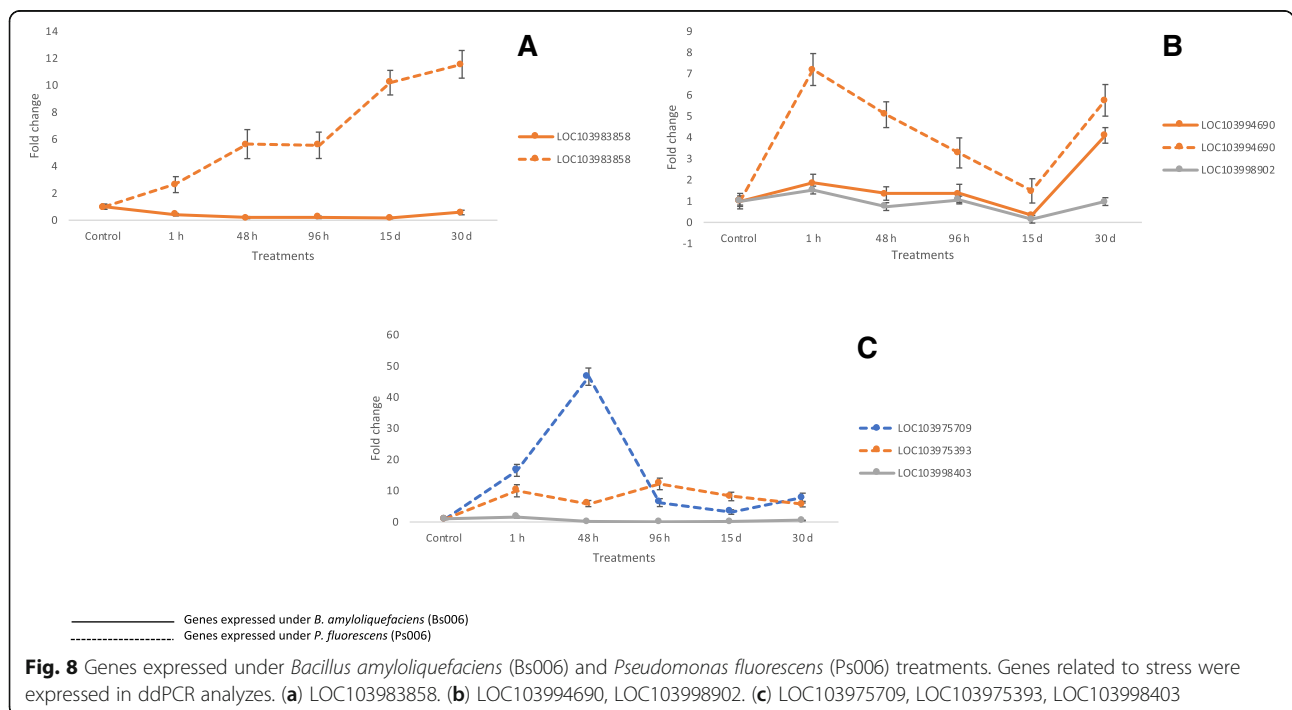 A
14
12
10
8
6
4
2
0
Fold change
Control 1 h 48 h 96 h 15 d 30 d
Treatments
LOC103983858
LOC103983858
B
9
8
7
6
5
4
3
2
1
0
-1
Fold change
Control 1 h 48 h 96 h 15 d 30 d
Treatments
LOC103994690
LOC103994690
LOC103998902
C
60
50
40
30
20
10
0
Fold change
Control 1 h 48 h 96 h 15 d 30 d
Treatments
LOC103975709
LOC103975393
LOC103998403
Genes expressed under B. amyloliquefaciens (Bs006)
Genes expressed under P. fluorescens (Ps006)
Fig. 8 Genes expressed under Bacillus amyloliquefaciens (Bs006) and Pseudomonas fluorescens (Ps006) treatments. Genes related to stress were
expressed in ddPCR analyzes. (a) LOC103983858. (b) LOC103994690, LOC103998902. (c) LOC103975709, LOC103975393, LOC103998403